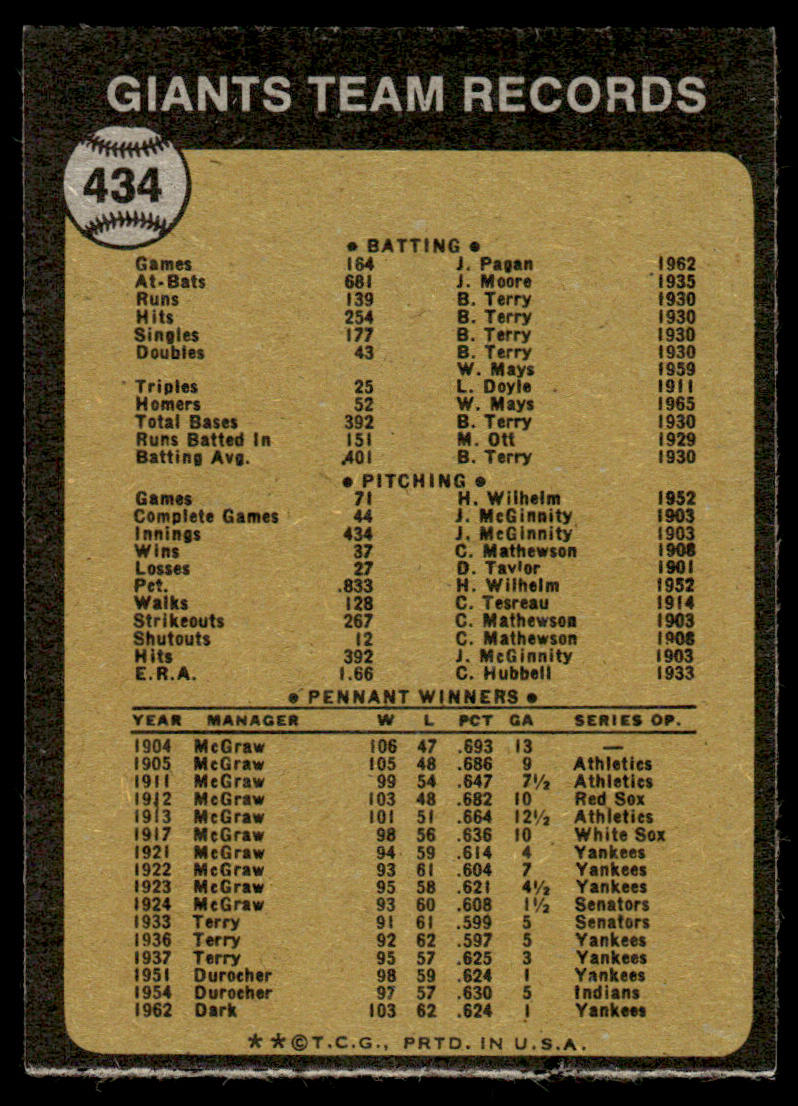 GIANTS TEAM RECORDS
434
• BATTING •
Games 164 J. Pagan 1962
At-Bats 681 J. Moore 1935
Runs 139 B. Terry 1930
Hits 254 B. Terry 1930
Singles 177 B. Terry 1930
Doubles 43 B. Terry 1930
W. Mays 1959
Triples 25 L. Doyle 1911
Homers 52 W. Mays 1965
Total Bases 392 B. Terry 1930
Runs Batted In 151 M. Ott 1929
Batting Avg. .401 B. Terry 1930
• PITCHING •
Games 71 H. Wilhelm 1952
Complete Games 44 J. McGinnity 1903
Innings 434 J. McGinnity 1903
Wins 37 C. Mathewson 1908
Losses 27 D. Taylor 1901
Pct. .833 H. Wilhelm 1952
Walks 128 C. Tesreau 1914
Strikeouts 267 C. Mathewson 1903
Shutouts 12 C. Mathewson 1908
Hits 392 J. McGinnity 1903
E.R.A. 1.66 C. Hubbell 1933
• PENNANT WINNERS •
YEAR MANAGER W L PCT GA SERIES OP.
1904 McGraw 106 47 .693 13 —
1905 McGraw 105 48 .686 9 Athletics
1911 McGraw 99 54 .647 7½ Athletics
1912 McGraw 103 48 .682 10 Red Sox
1913 McGraw 101 51 .664 12½ Athletics
1917 McGraw 98 56 .636 10 White Sox
1921 McGraw 94 59 .614 4 Yankees
1922 McGraw 93 61 .604 7 Yankees
1923 McGraw 95 58 .621 4½ Yankees
1924 McGraw 93 60 .608 1½ Senators
1933 Terry 91 61 .599 5 Senators
1936 Terry 92 62 .597 5 Yankees
1937 Terry 95 57 .625 3 Yankees
1951 Durocher 98 59 .624 1 Yankees
1954 Durocher 97 57 .630 5 Indians
1962 Dark 103 62 .624 1 Yankees
★★©T.C.G., PRTD. IN U.S.A.